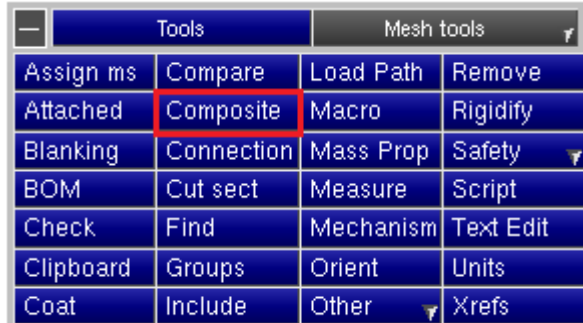 Tools Mesh tools
Assign ms Compare Load Path Remove
Attached Composite Macro Rigidify
Blanking Connection Mass Prop Safety
BOM Cut sect Measure Script
Check Find Mechanism Text Edit
Clipboard Groups Orient Units
Coat Include Other Xrefs